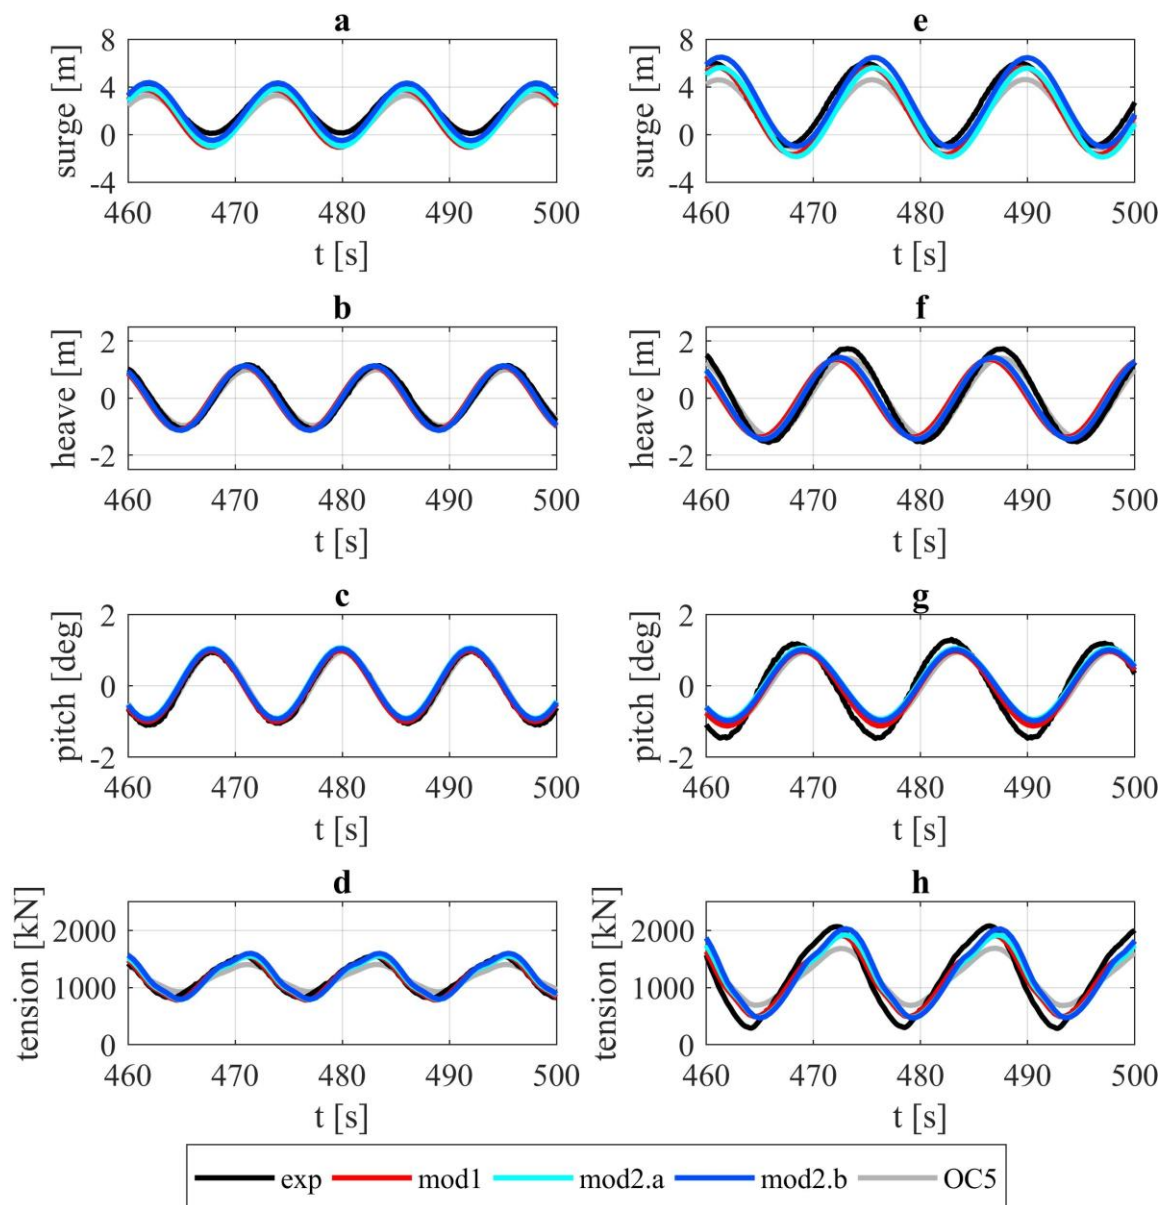 a
surge [m]
8
4
0
-4
460 470 480 490 500
t [s]
e
surge [m]
8
4
0
-4
460 470 480 490 500
t [s]
b
heave [m]
2
0
-2
460 470 480 490 500
t [s]
f
heave [m]
2
0
-2
460 470 480 490 500
t [s]
c
pitch [deg]
2
0
-2
460 470 480 490 500
t [s]
g
pitch [deg]
2
0
-2
460 470 480 490 500
t [s]
d
tension [kN]
2000
1000
0
460 470 480 490 500
t [s]
h
tension [kN]
2000
1000
0
460 470 480 490 500
t [s]
exp mod1 mod2.a mod2.b OC5